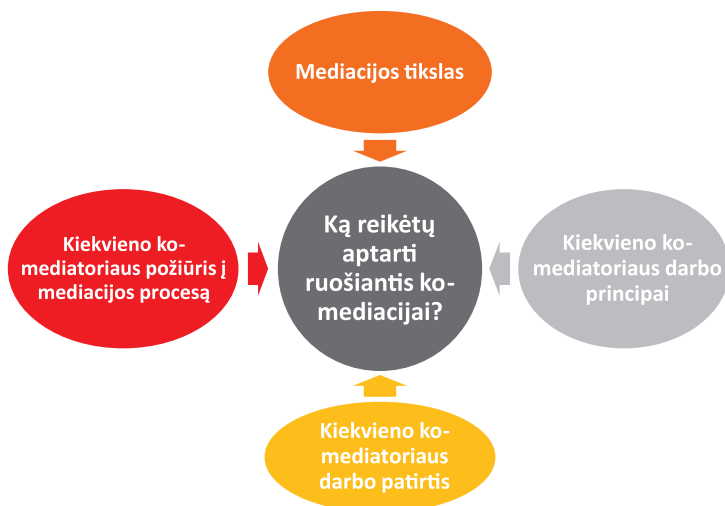 Mediacijos tikslas
Kiekvieno ko-
mediatoriaus požiūris į
mediacijos procesą
Ką reikėtų
aptarti
ruošiantis ko-
mediacijai?
Kiekvieno ko-
mediatoriaus darbo
principai
Kiekvieno ko-
mediatoriaus
darbo patirtis